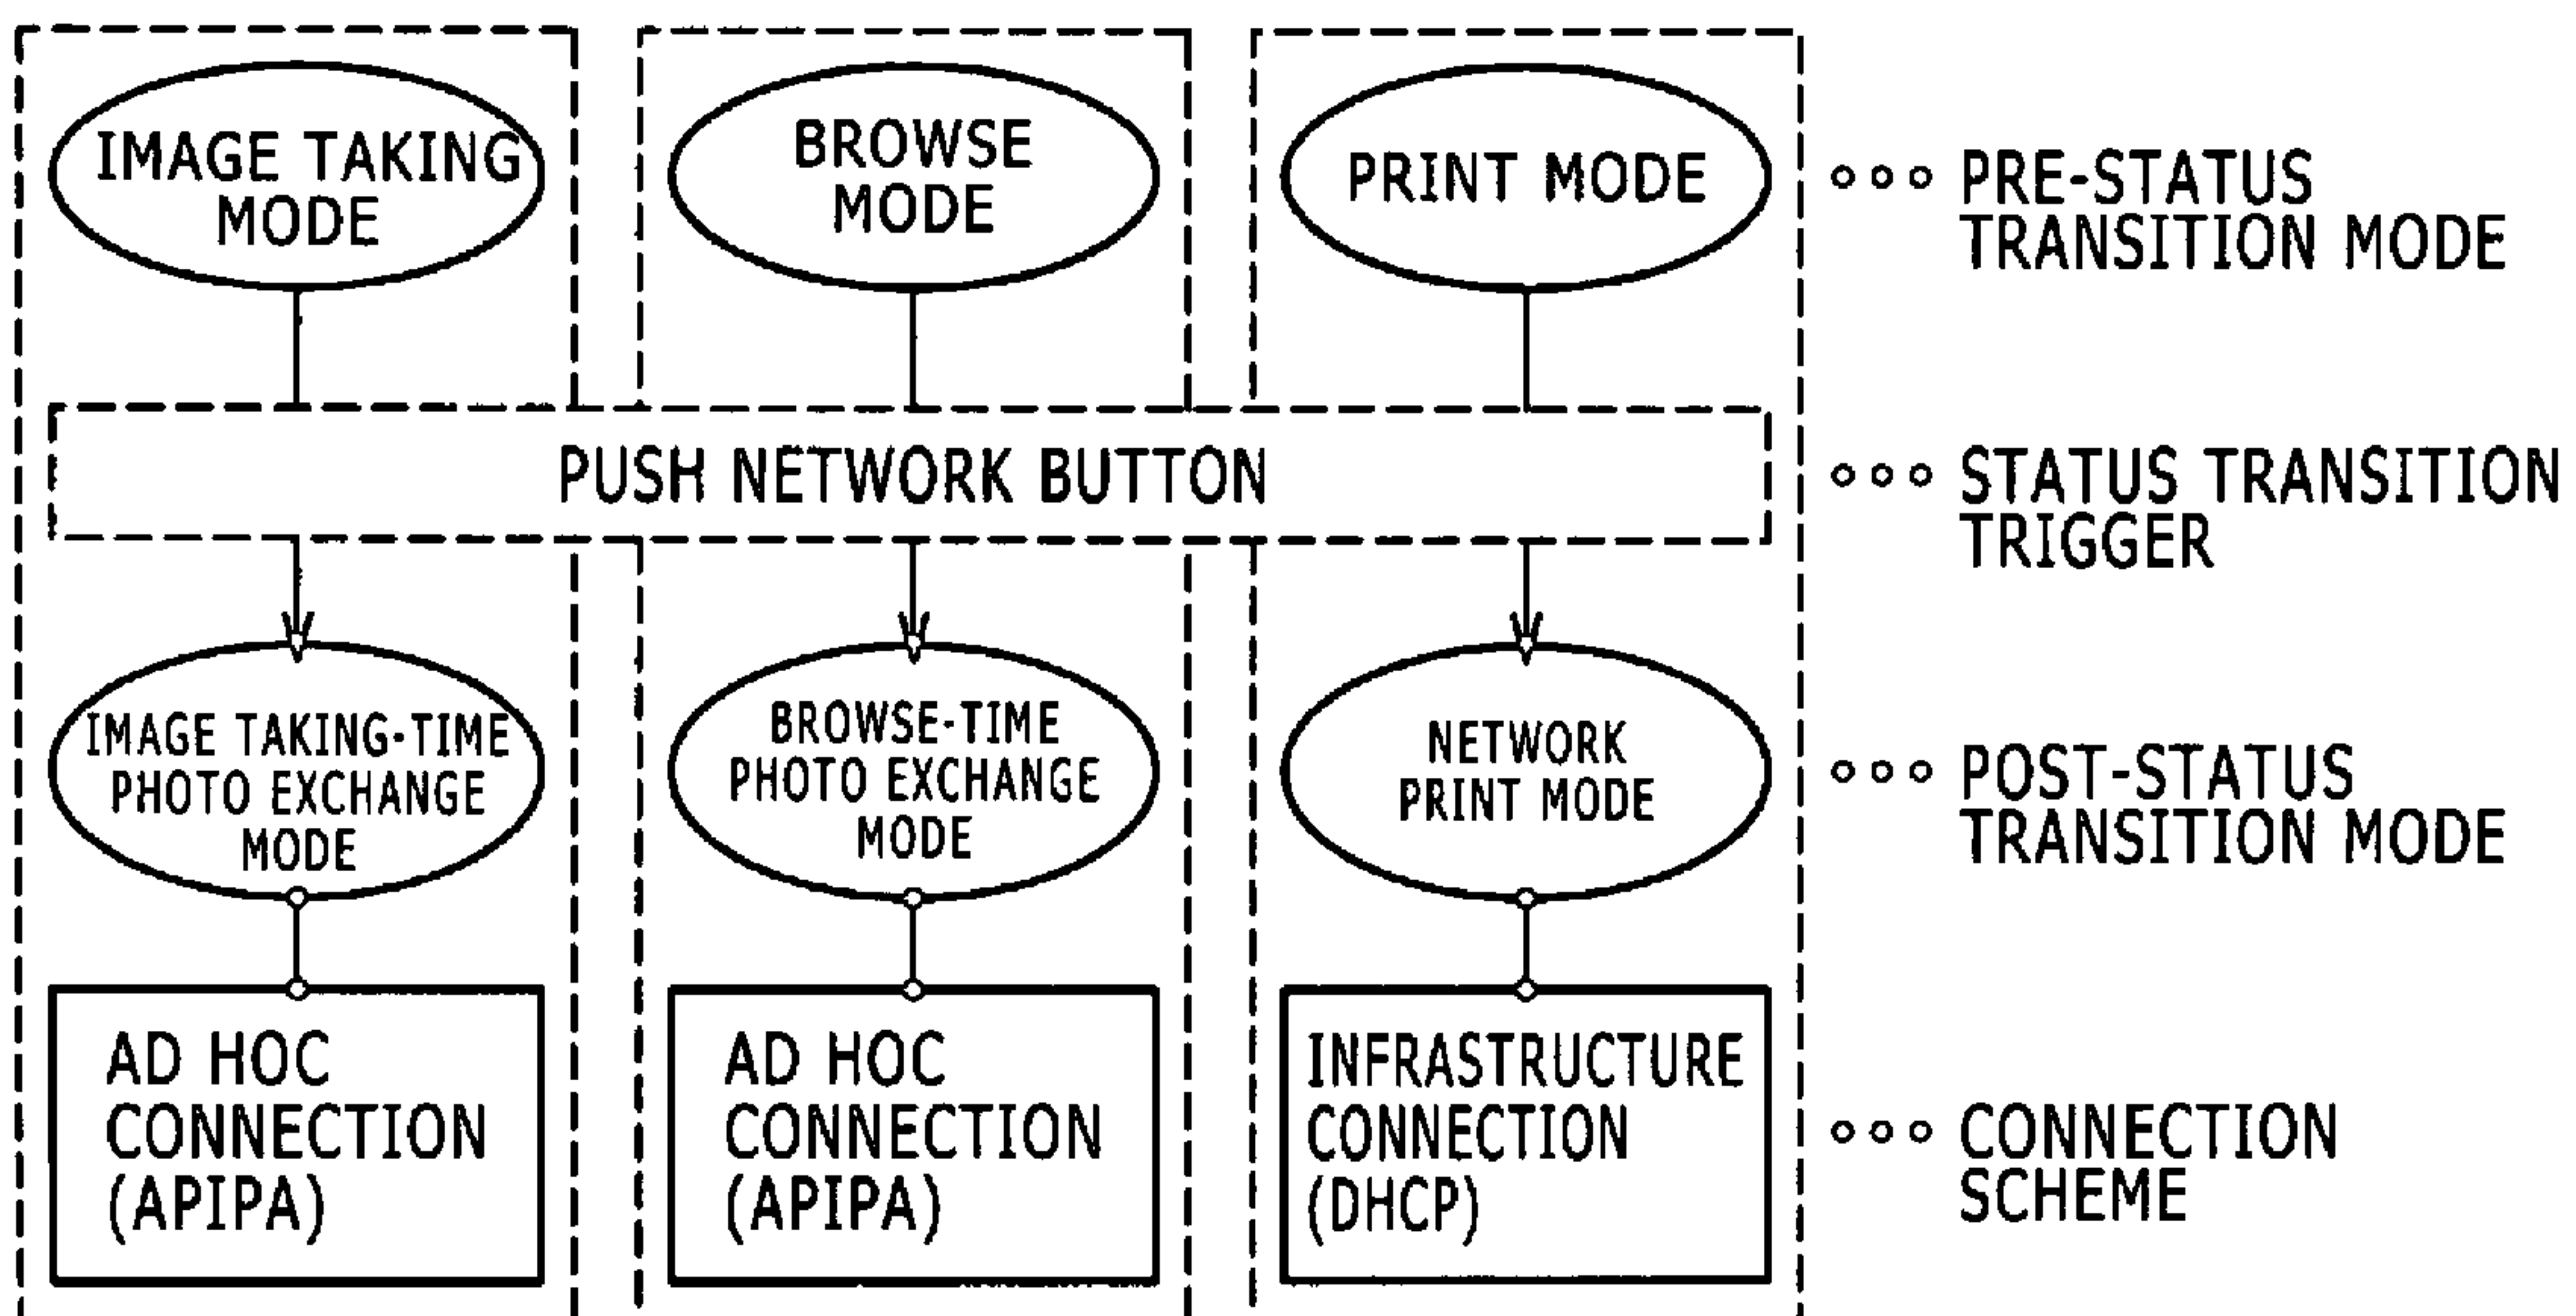 IMAGE TAKING
MODE
BROWSE
MODE
PRINT MODE
PRE-STATUS
TRANSITION MODE
PUSH NETWORK BUTTON
STATUS TRANSITION
TRIGGER
IMAGE TAKING-TIME
PHOTO EXCHANGE
MODE
BROWSE-TIME
PHOTO EXCHANGE
MODE
NETWORK
PRINT MODE
POST-STATUS
TRANSITION MODE
AD HOC
CONNECTION
(APIPA)
AD HOC
CONNECTION
(APIPA)
INFRASTRUCTURE
CONNECTION
(DHCP)
CONNECTION
SCHEME